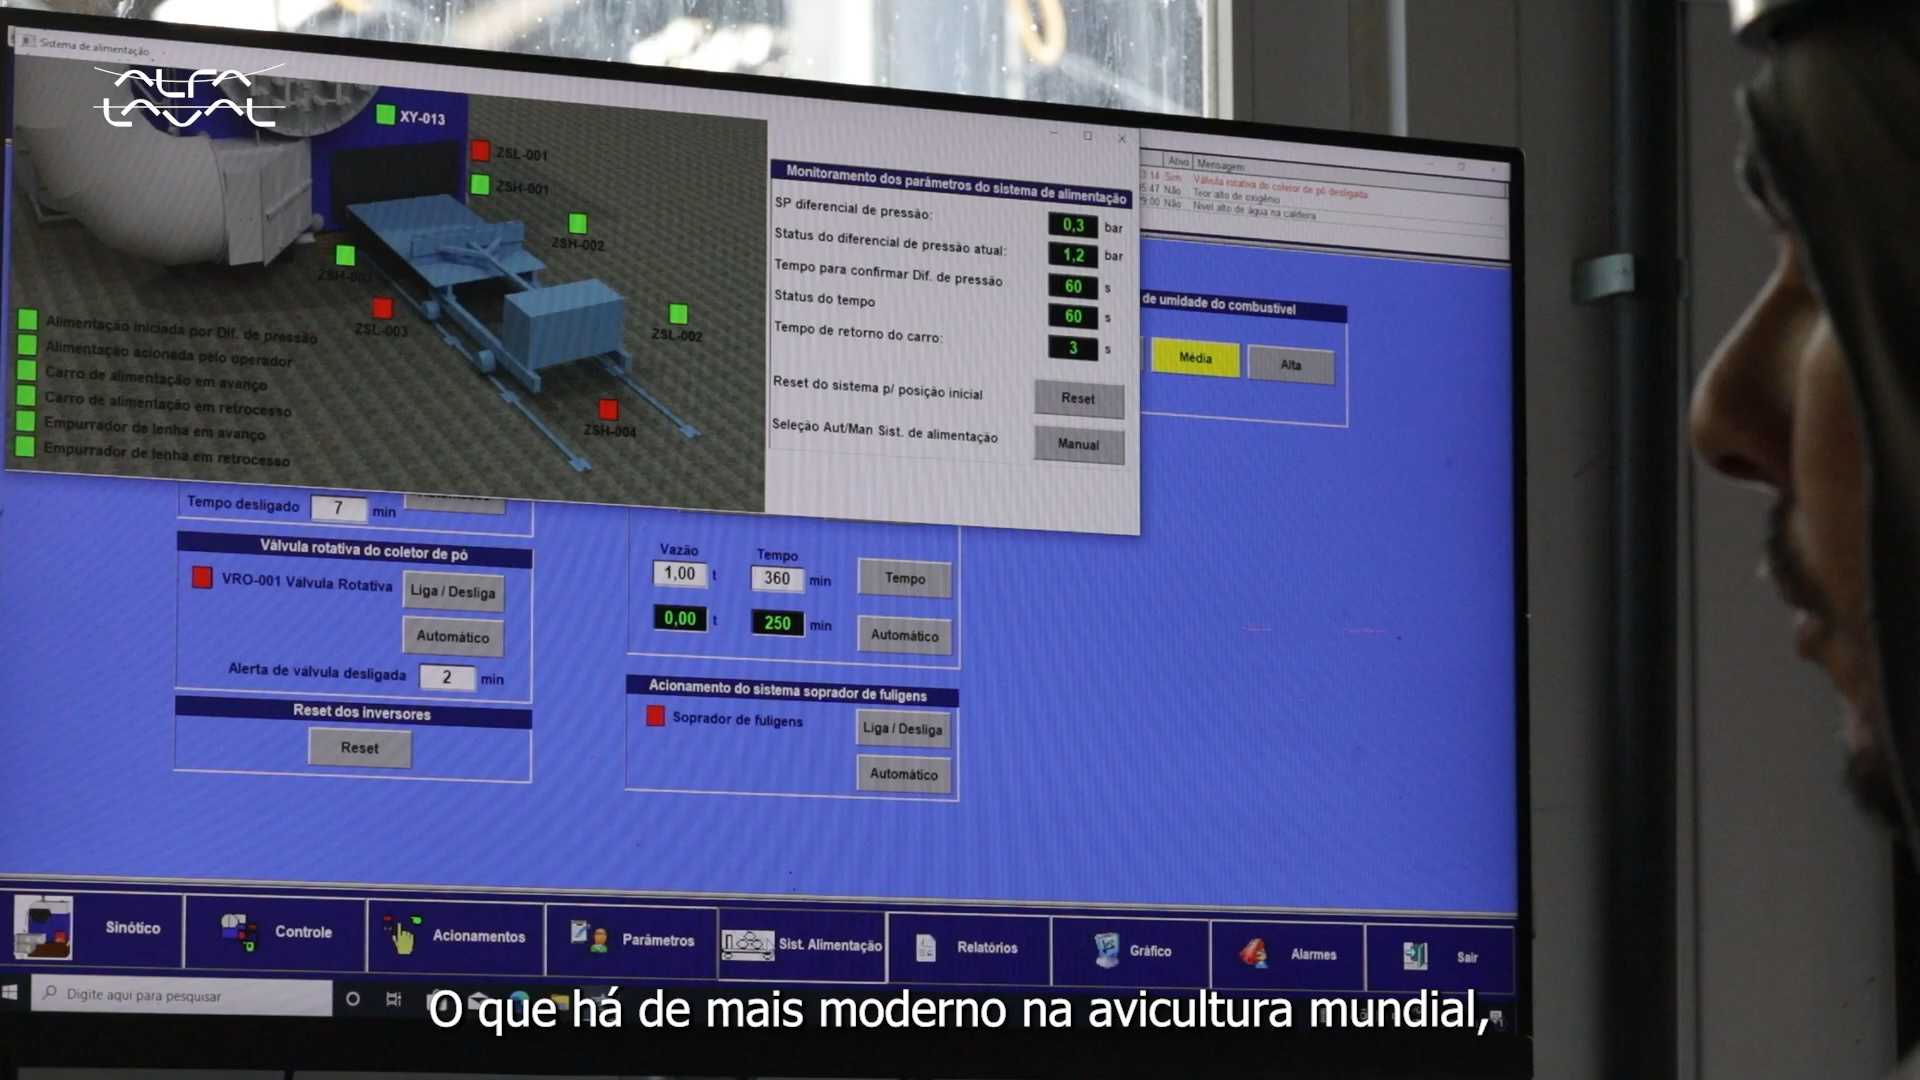 Sistema de alimentação
ALFA
LAVAL
XY-013
ZSL-001
ZSH-001
ZSH-002
ZSL-003
ZSL-002
ZSH-004
Alimentação iniciada por Dif. de pressão
Alimentação acionada pelo operador
Carro de alimentação em avanço
Carro de alimentação em retrocesso
Empurrador de lenha em avanço
Empurrador de lenha em retrocesso
Monitoramento dos parâmetros do sistema de alimentação
SP diferencial de pressão: 0,3 bar
Status do diferencial de pressão atual: 1,2 bar
Tempo para confirmar Dif. de pressão 60 s
Status do tempo 60 s
Tempo de retorno do carro: 3 s
Reset do sistema p/ posição inicial Reset
Seleção Aut/Man Sist. de alimentação Manual
Ativo Mensagem
Sim Válvula rotativa do coletor de pó desligada
Não Teor alto de oxigênio
Não Nível alto de água na caldeira
de umidade do combustível
Média Alta
Tempo desligado 7 min
Válvula rotativa do coletor de pó
VRO-001 Válvula Rotativa Liga / Desliga
Automático
Alerta de válvula desligada 2 min
Reset dos inversores
Reset
Vazão Tempo
1,00 t 360 min Tempo
0,00 t 250 min Automático
Acionamento do sistema soprador de fuligens
Soprador de fuligens Liga / Desliga
Automático
Sinótico Controle Acionamentos Parâmetros Sist. Alimentação Relatórios Gráfico Alarmes Sair
Digite aqui para pesquisar
O que há de mais moderno na avicultura mundial,